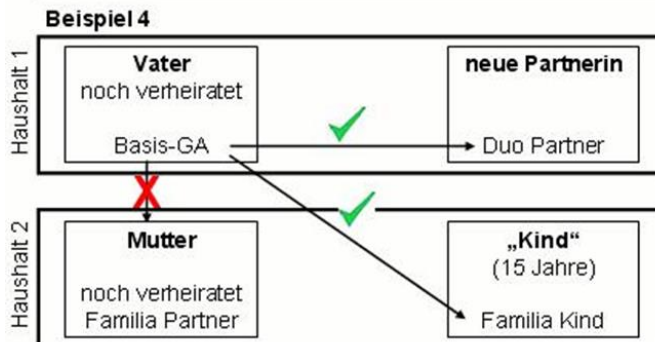 Beispiel 4
Haushalt 1
Vater
noch verheiratet
Basis-GA
neue Partnerin
Duo Partner
X
Haushalt 2
Mutter
noch verheiratet
Familia Partner
„Kind“
(15 Jahre)
Familia Kind